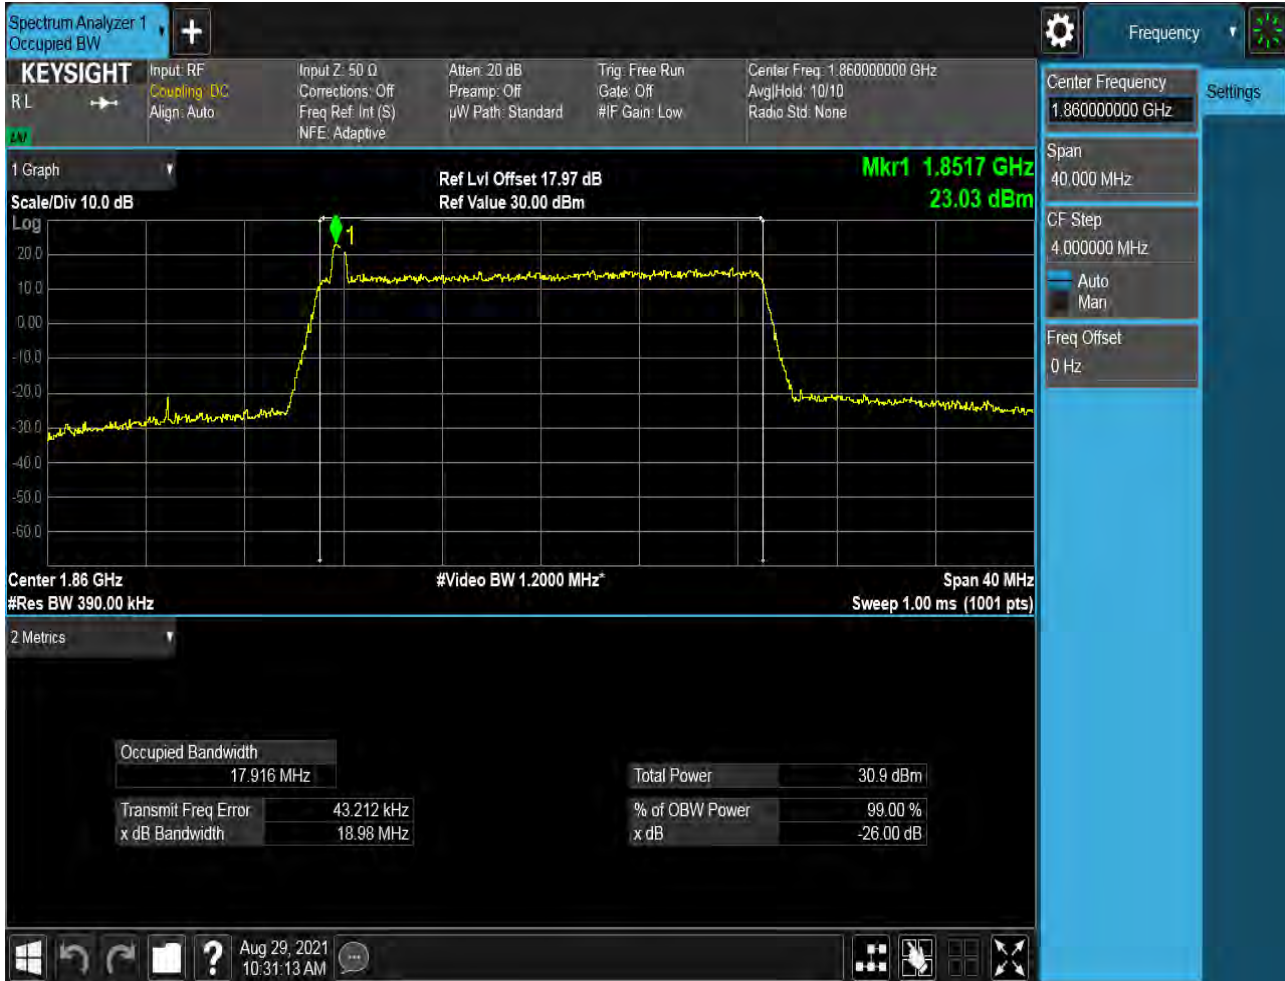 Spectrum Analyzer 1
Occupied BW
+
Frequency
KEYSIGHT
R L
LNI
Input: RF
Coupling: DC
Align: Auto
Input Z: 50 Ω
Corrections: Off
Freq Ref: Int (S)
NFE: Adaptive
Atten: 20 dB
Preamp: Off
µW Path: Standard
Trig: Free Run
Gate: Off
#IF Gain: Low
Center Freq: 1.860000000 GHz
Avg|Hold: 10/10
Radio Std: None
Center Frequency
1.860000000 GHz
Settings
Span
40.000 MHz
CF Step
4.000000 MHz
Auto
Man
Freq Offset
0 Hz
1 Graph
Scale/Div 10.0 dB
Ref Lvl Offset 17.97 dB
Ref Value 30.00 dBm
Mkr1 1.8517 GHz
23.03 dBm
Log
1
20.0
10.0
0.00
-10.0
-20.0
-30.0
-40.0
-50.0
-60.0
Center 1.86 GHz
#Video BW 1.2000 MHz*
Span 40 MHz
#Res BW 390.00 kHz
Sweep 1.00 ms (1001 pts)
2 Metrics
Occupied Bandwidth
17.916 MHz
Total Power 30.9 dBm
Transmit Freq Error 43.212 kHz
% of OBW Power 99.00 %
x dB Bandwidth 18.98 MHz
x dB -26.00 dB
?
Aug 29, 2021
10:31:13 AM